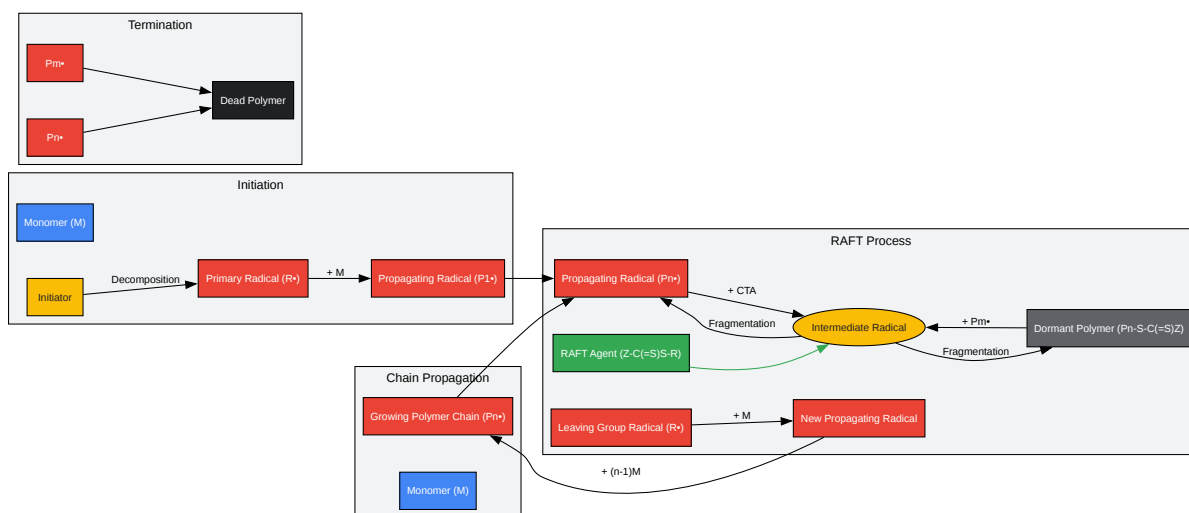 Termination
Pm•
Dead Polymer
Pn•
Initiation
Monomer (M)
Initiator
Decomposition
Primary Radical (R•)
+ M
Propagating Radical (P1•)
RAFT Process
Propagating Radical (Pn•)
+ CTA
Fragmentation
Intermediate Radical
+ Pm•
Dormant Polymer (Pn-S-C(=S)Z)
Fragmentation
RAFT Agent (Z-C(=S)S-R)
Leaving Group Radical (R•)
+ M
New Propagating Radical
Chain Propagation
Growing Polymer Chain (Pn•)
+ (n-1)M
Monomer (M)